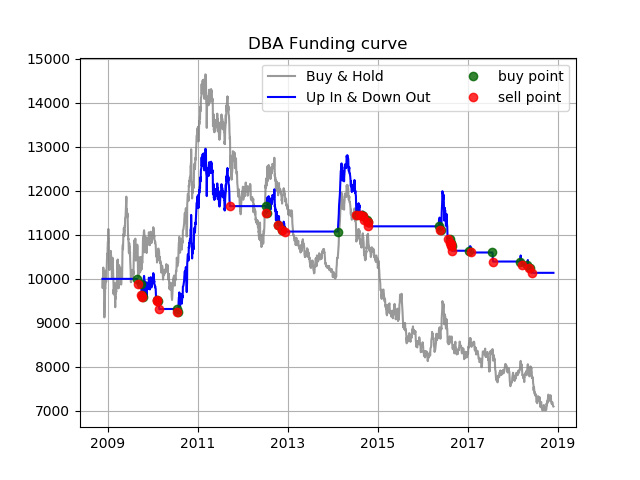 DBA Funding curve
15000
14000
13000
12000
11000
10000
9000
8000
7000
Buy & Hold
Up In & Down Out
buy point
sell point
2009 2011 2013 2015 2017 2019